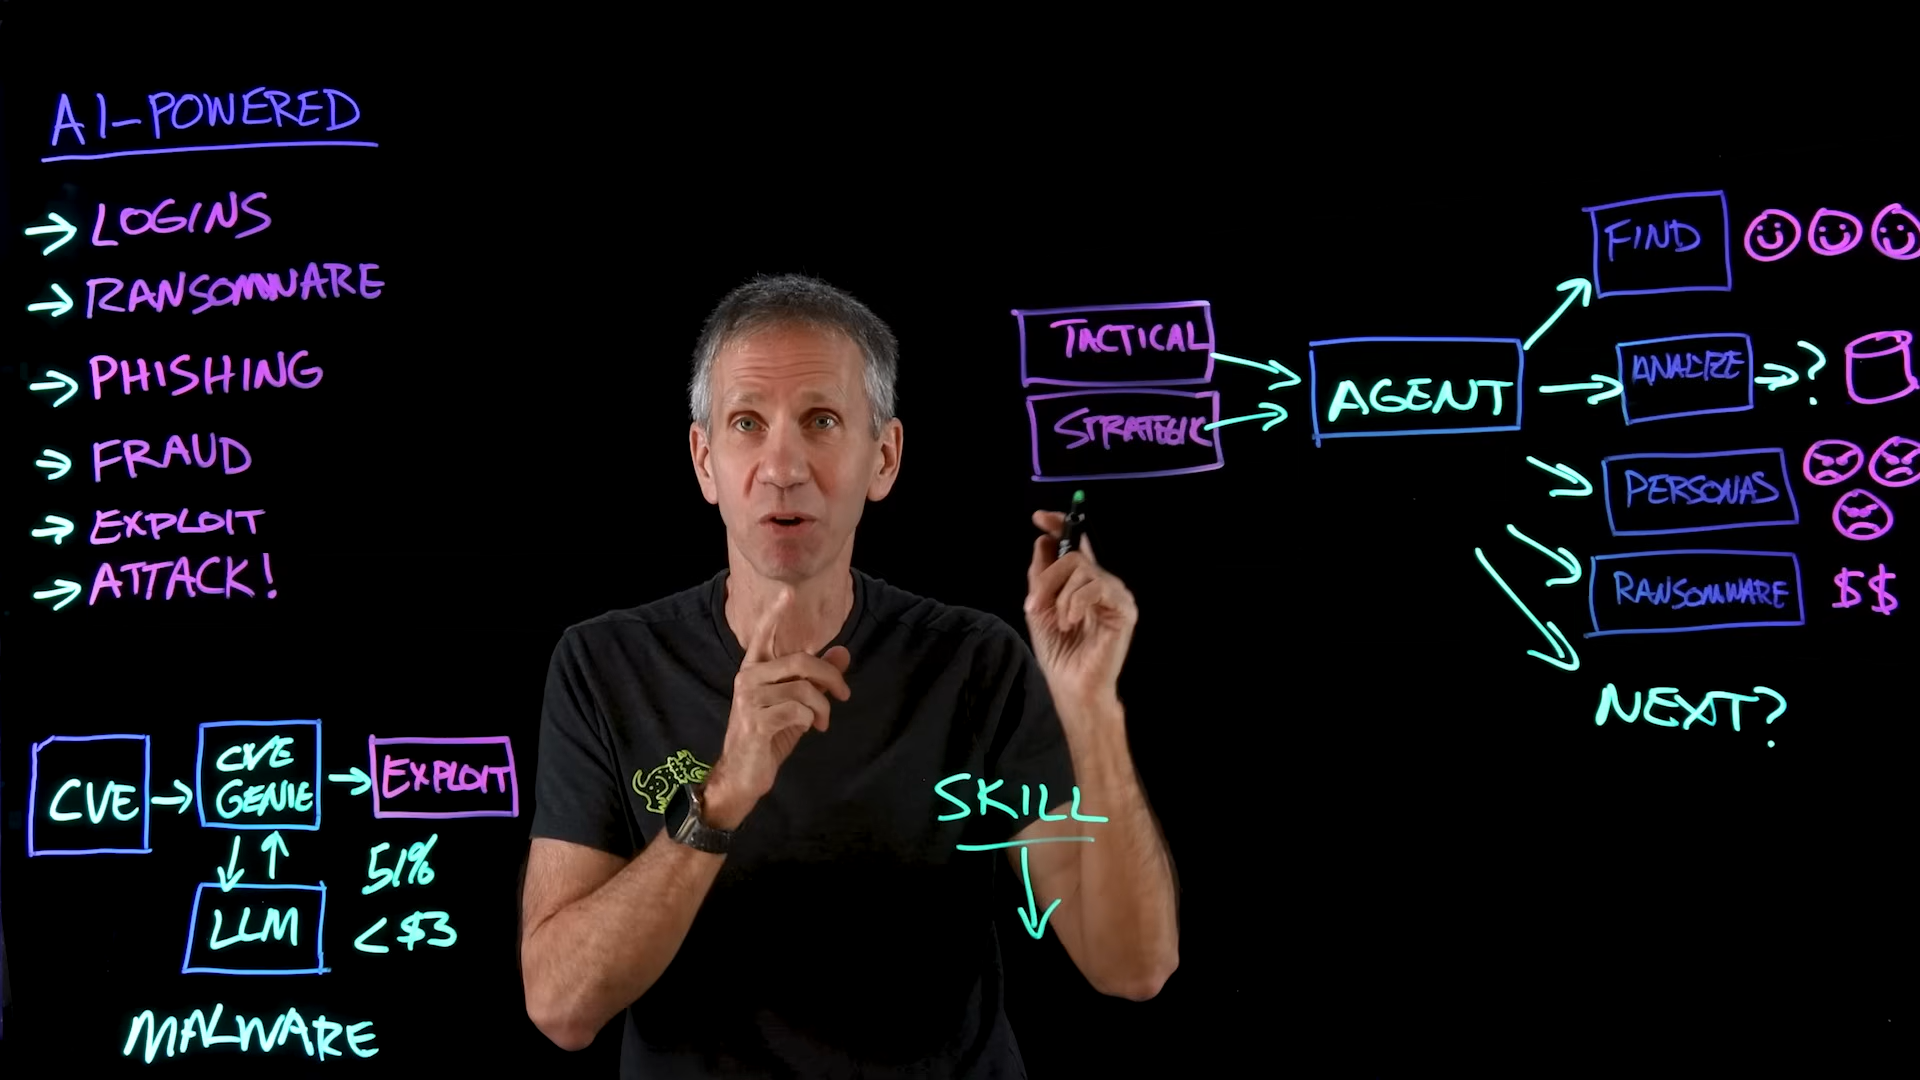 AI-POWERED
→ LOGINS
→ RANSOMWARE
→ PHISHING
→ FRAUD
→ EXPLOIT
→ ATTACK!
CVE → CVE GENIE → EXPLOIT
LLM
51%
< $3
MALWARE
SKILL
TACTICAL
STRATEGIC
AGENT
FIND
ANALIZE → ?
PERSONAS
RANSOMWARE $$
NEXT?